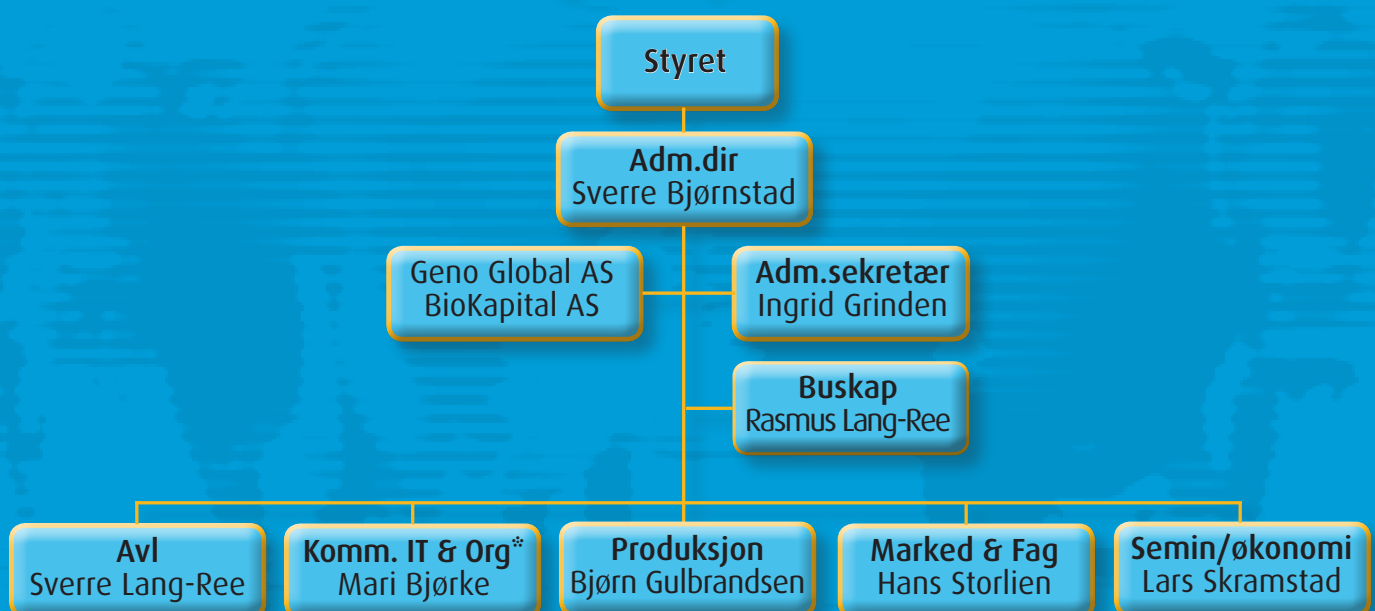 Styret
Adm.dir
Sverre Bjørnstad
Geno Global AS
BioKapital AS
Adm.sekretær
Ingrid Grinden
Buskap
Rasmus Lang-Ree
Avl
Sverre Lang-Ree
Komm. IT & Org*
Mari Bjørke
Produksjon
Bjørn Gulbrandsen
Marked & Fag
Hans Storlien
Semin/økonomi
Lars Skramstad